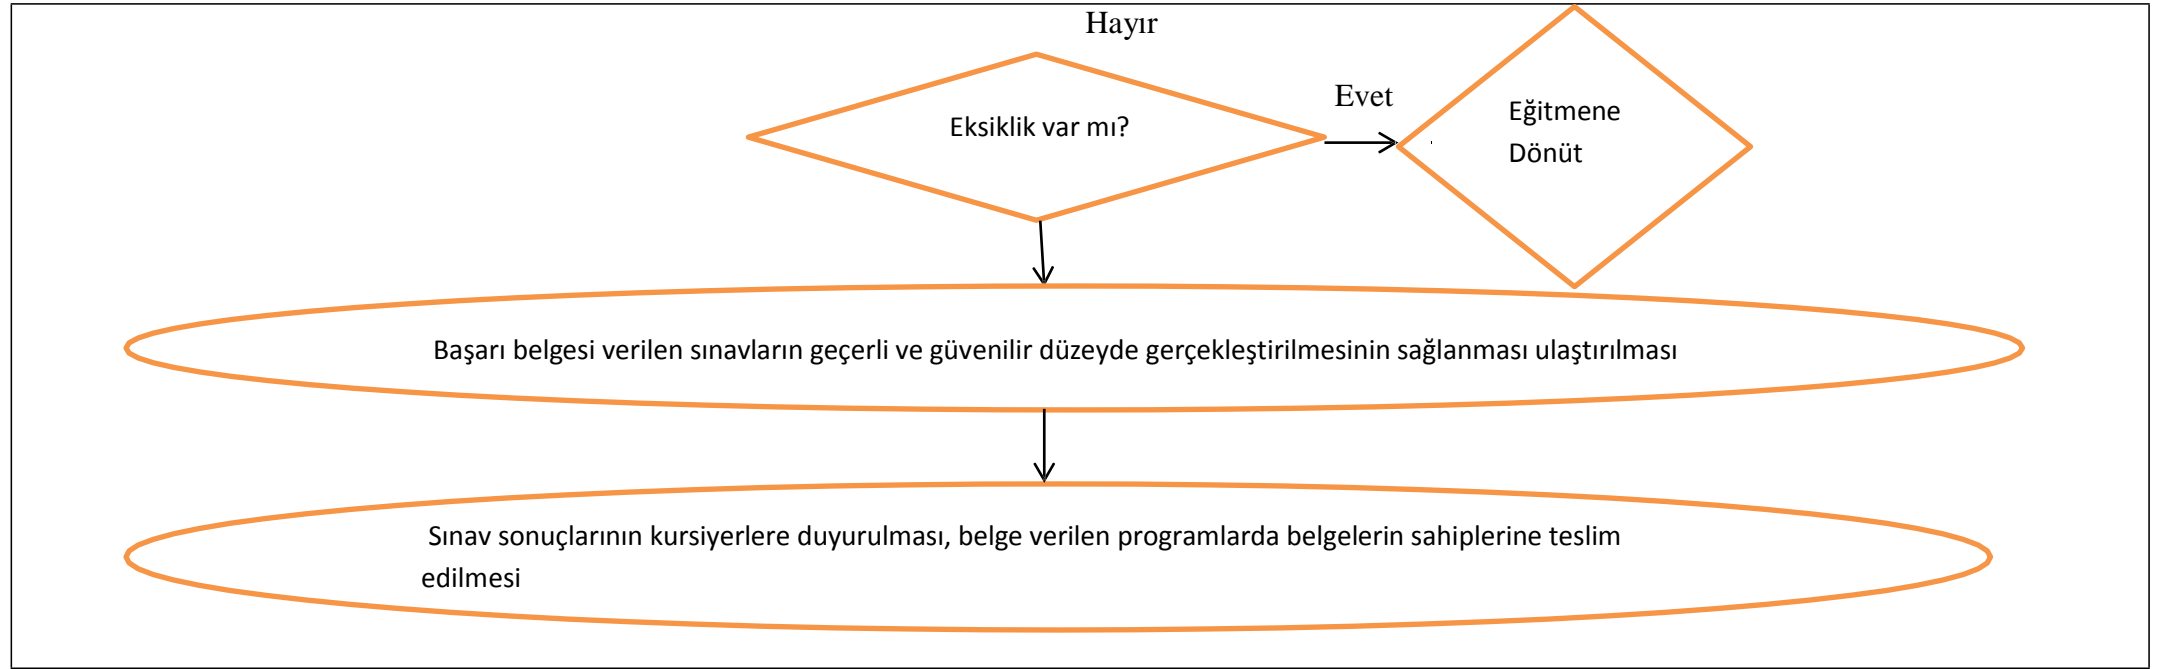 Hayır
Eksiklik var mı?
Evet
Eğitmene
Dönüt
Başarı belgesi verilen sınavların geçerli ve güvenilir düzeyde gerçekleştirilmesinin sağlanması ulaştırılması
Sınav sonuçlarının kursiyerlere duyurulması, belge verilen programlarda belgelerin sahiplerine teslim
edilmesi